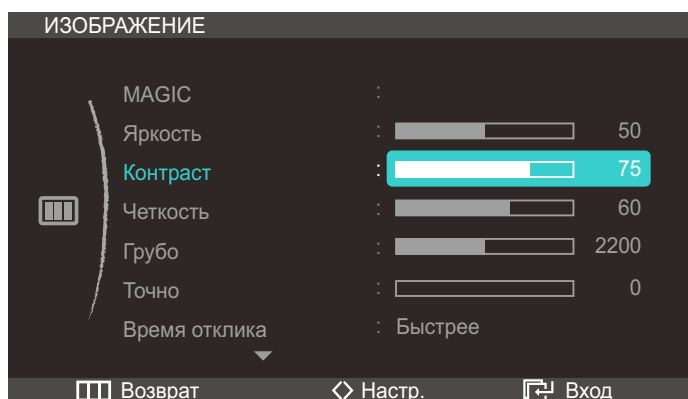 ИЗОБРАЖЕНИЕ
MAGIC :
Яркость : 50
Контраст : 75
Четкость : 60
Грубо : 2200
Точно : 0
Время отклика : Быстрее
Возврат Настр. Вход